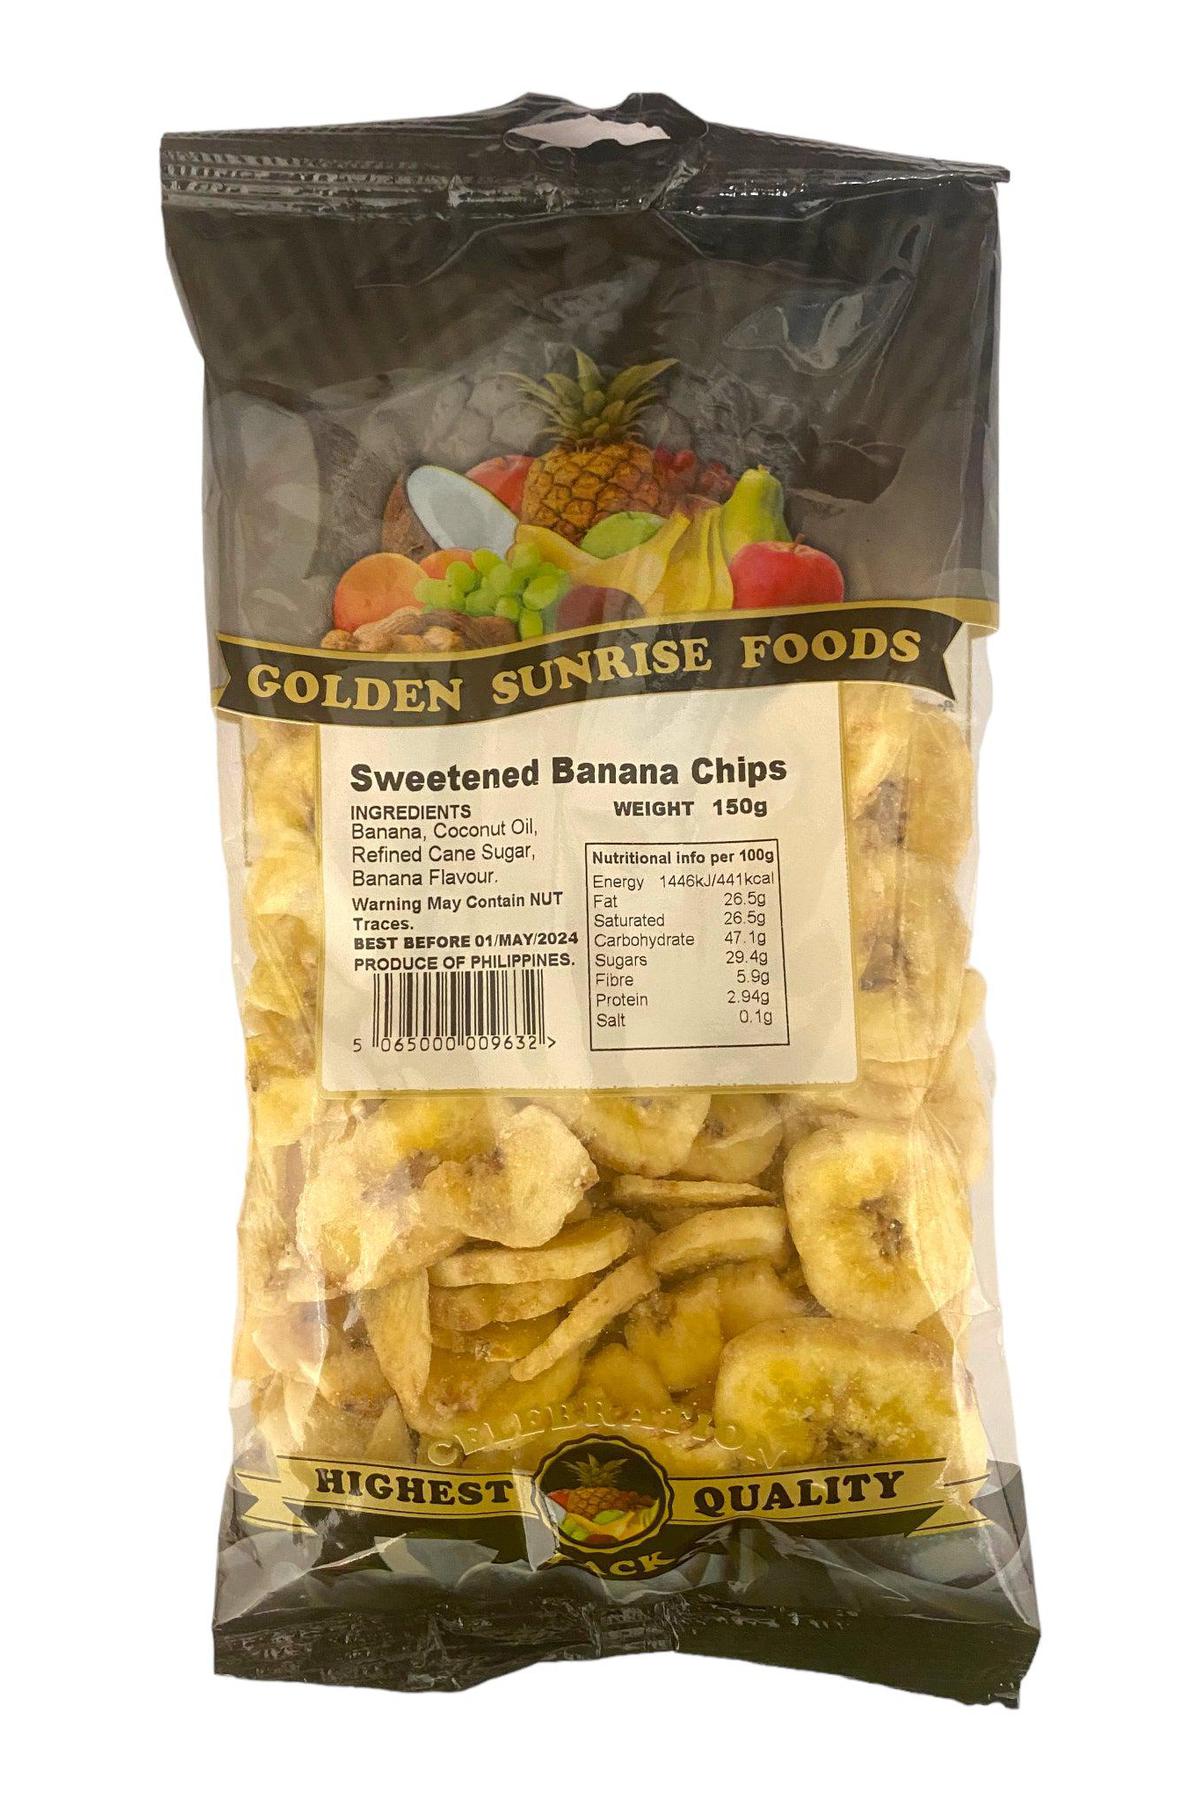 GOLDEN SUNRISE FOODS
Sweetened Banana Chips
INGREDIENTS
Banana, Coconut Oil,
Refined Cane Sugar,
Banana Flavour.
Warning May Contain NUT
Traces.
BEST BEFORE 01/MAY/2024
PRODUCE OF PHILIPPINES.
5 065000 009632 >
WEIGHT 150g
Nutritional info per 100g
Energy 1446kJ/441kcal
Fat 26.5g
Saturated 26.5g
Carbohydrate 47.1g
Sugars 29.4g
Fibre 5.9g
Protein 2.94g
Salt 0.1g
CELEBRATION
HIGHEST QUALITY